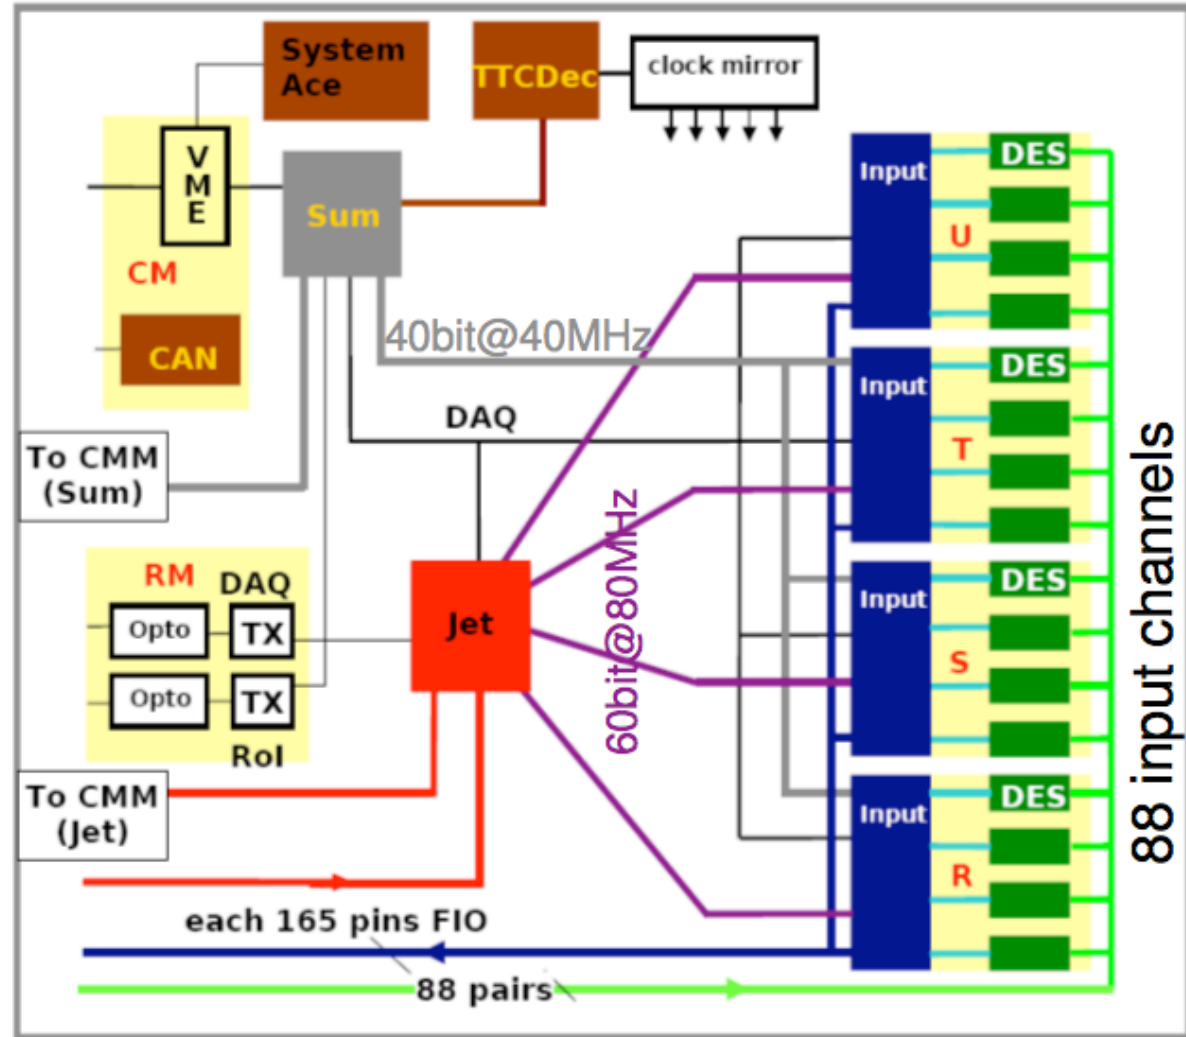 System
Ace
TTCDec
clock mirror
V
M
E
Sum
CM
CAN
40bit@40MHz
DAQ
To CMM
(Sum)
RM
DAQ
Opto
TX
Opto
TX
RoI
Jet
60bit@80MHz
To CMM
(Jet)
each 165 pins FIO
88 pairs
Input
DES
U
Input
DES
T
Input
DES
S
Input
DES
R
88 input channels